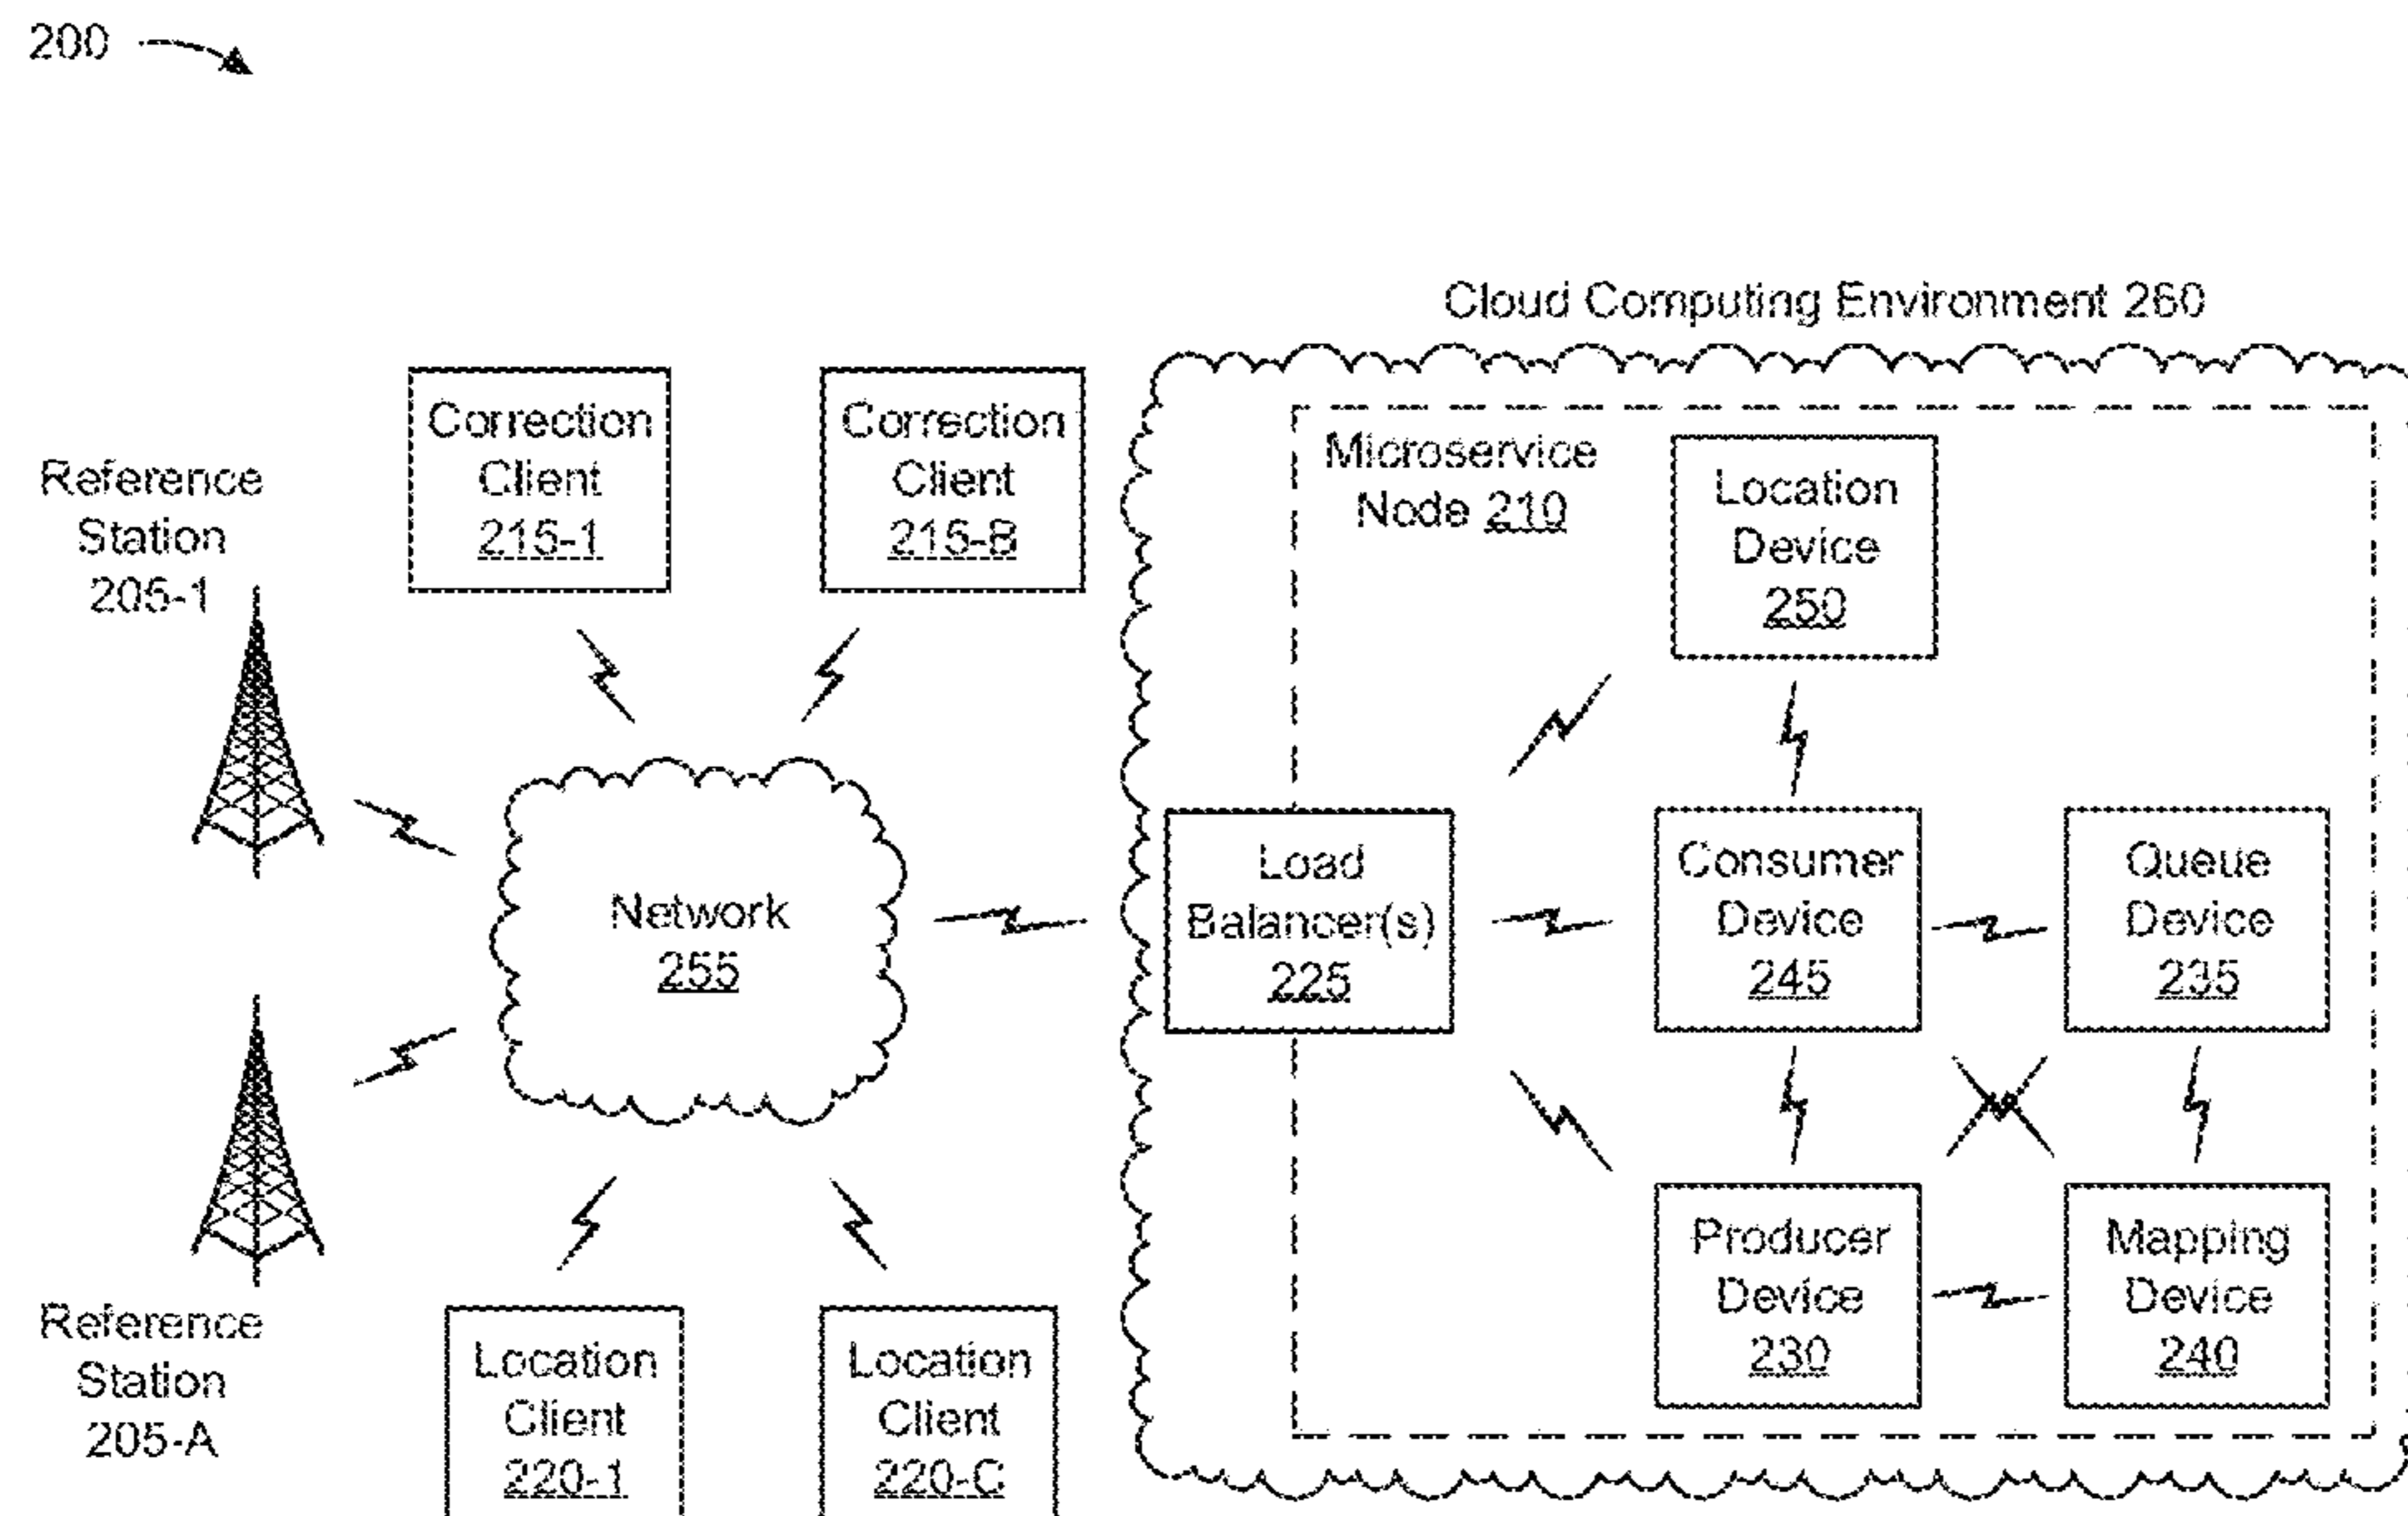 200
Cloud Computing Environment 260
Correction
Client
215-1
Correction
Client
215-B
Reference
Station
205-1
Microservice
Node 210
Location
Device
250
Network
255
Load
Balancer(s)
225
Consumer
Device
245
Queue
Device
235
Producer
Device
230
Mapping
Device
240
Reference
Station
205-A
Location
Client
220-1
Location
Client
220-C